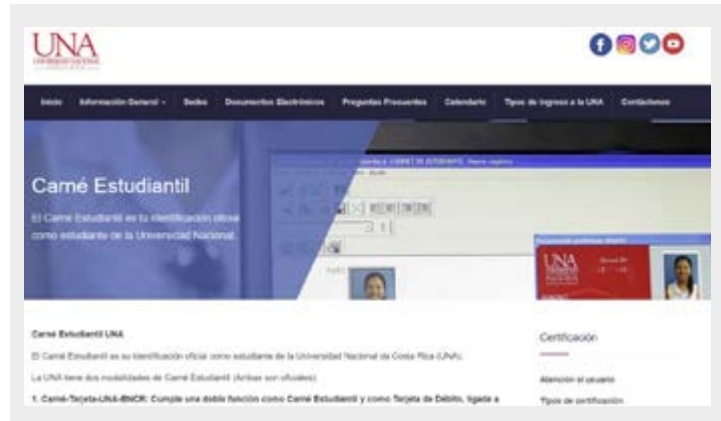 UNA
UNIVERSIDAD NACIONAL
Inicio Información General Sedes Documentos Electrónicos Preguntas Frecuentes Calendario Tipos de Ingreso a la UNA Contáctenos
Carné Estudiantil
El Carné Estudiantil es tu identificación oficial
como estudiante de la Universidad Nacional.
UNA
Carné Estudiantil UNA
El Carné Estudiantil es su identificación oficial como estudiante de la Universidad Nacional de Costa Rica (UNA).
La UNA tiene dos modalidades de Carné Estudiantil (Ambas son oficiales):
1. Carné-Tarjeta-UNA-BNCR: Cumple una doble función como Carné Estudiantil y como Tarjeta de Débito, ligada a
Certificación
Atención al usuario
Tipos de certificación